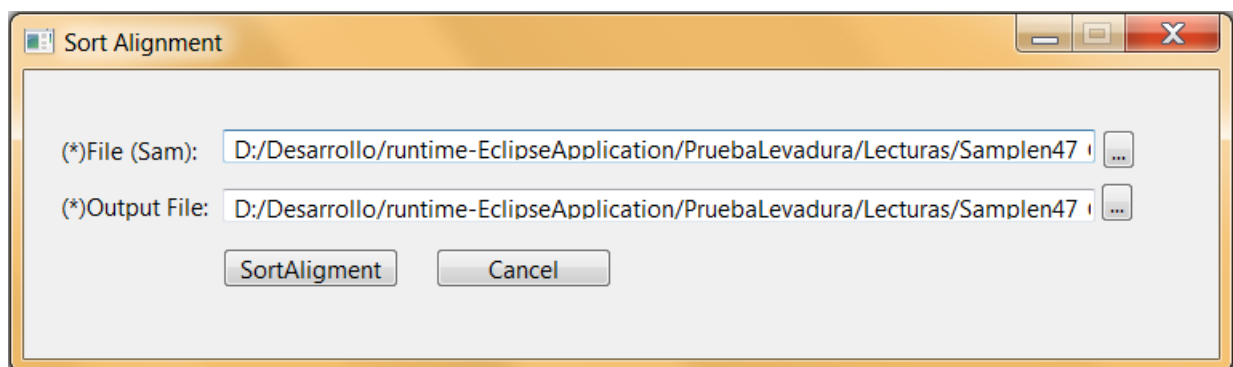 Sort Alignment
(*)File (Sam): D:/Desarrollo/runtime-EclipseApplication/PruebaLevadura/Lecturas/Samplen47 ...
(*)Output File: D:/Desarrollo/runtime-EclipseApplication/PruebaLevadura/Lecturas/Samplen47 ...
SortAligment Cancel